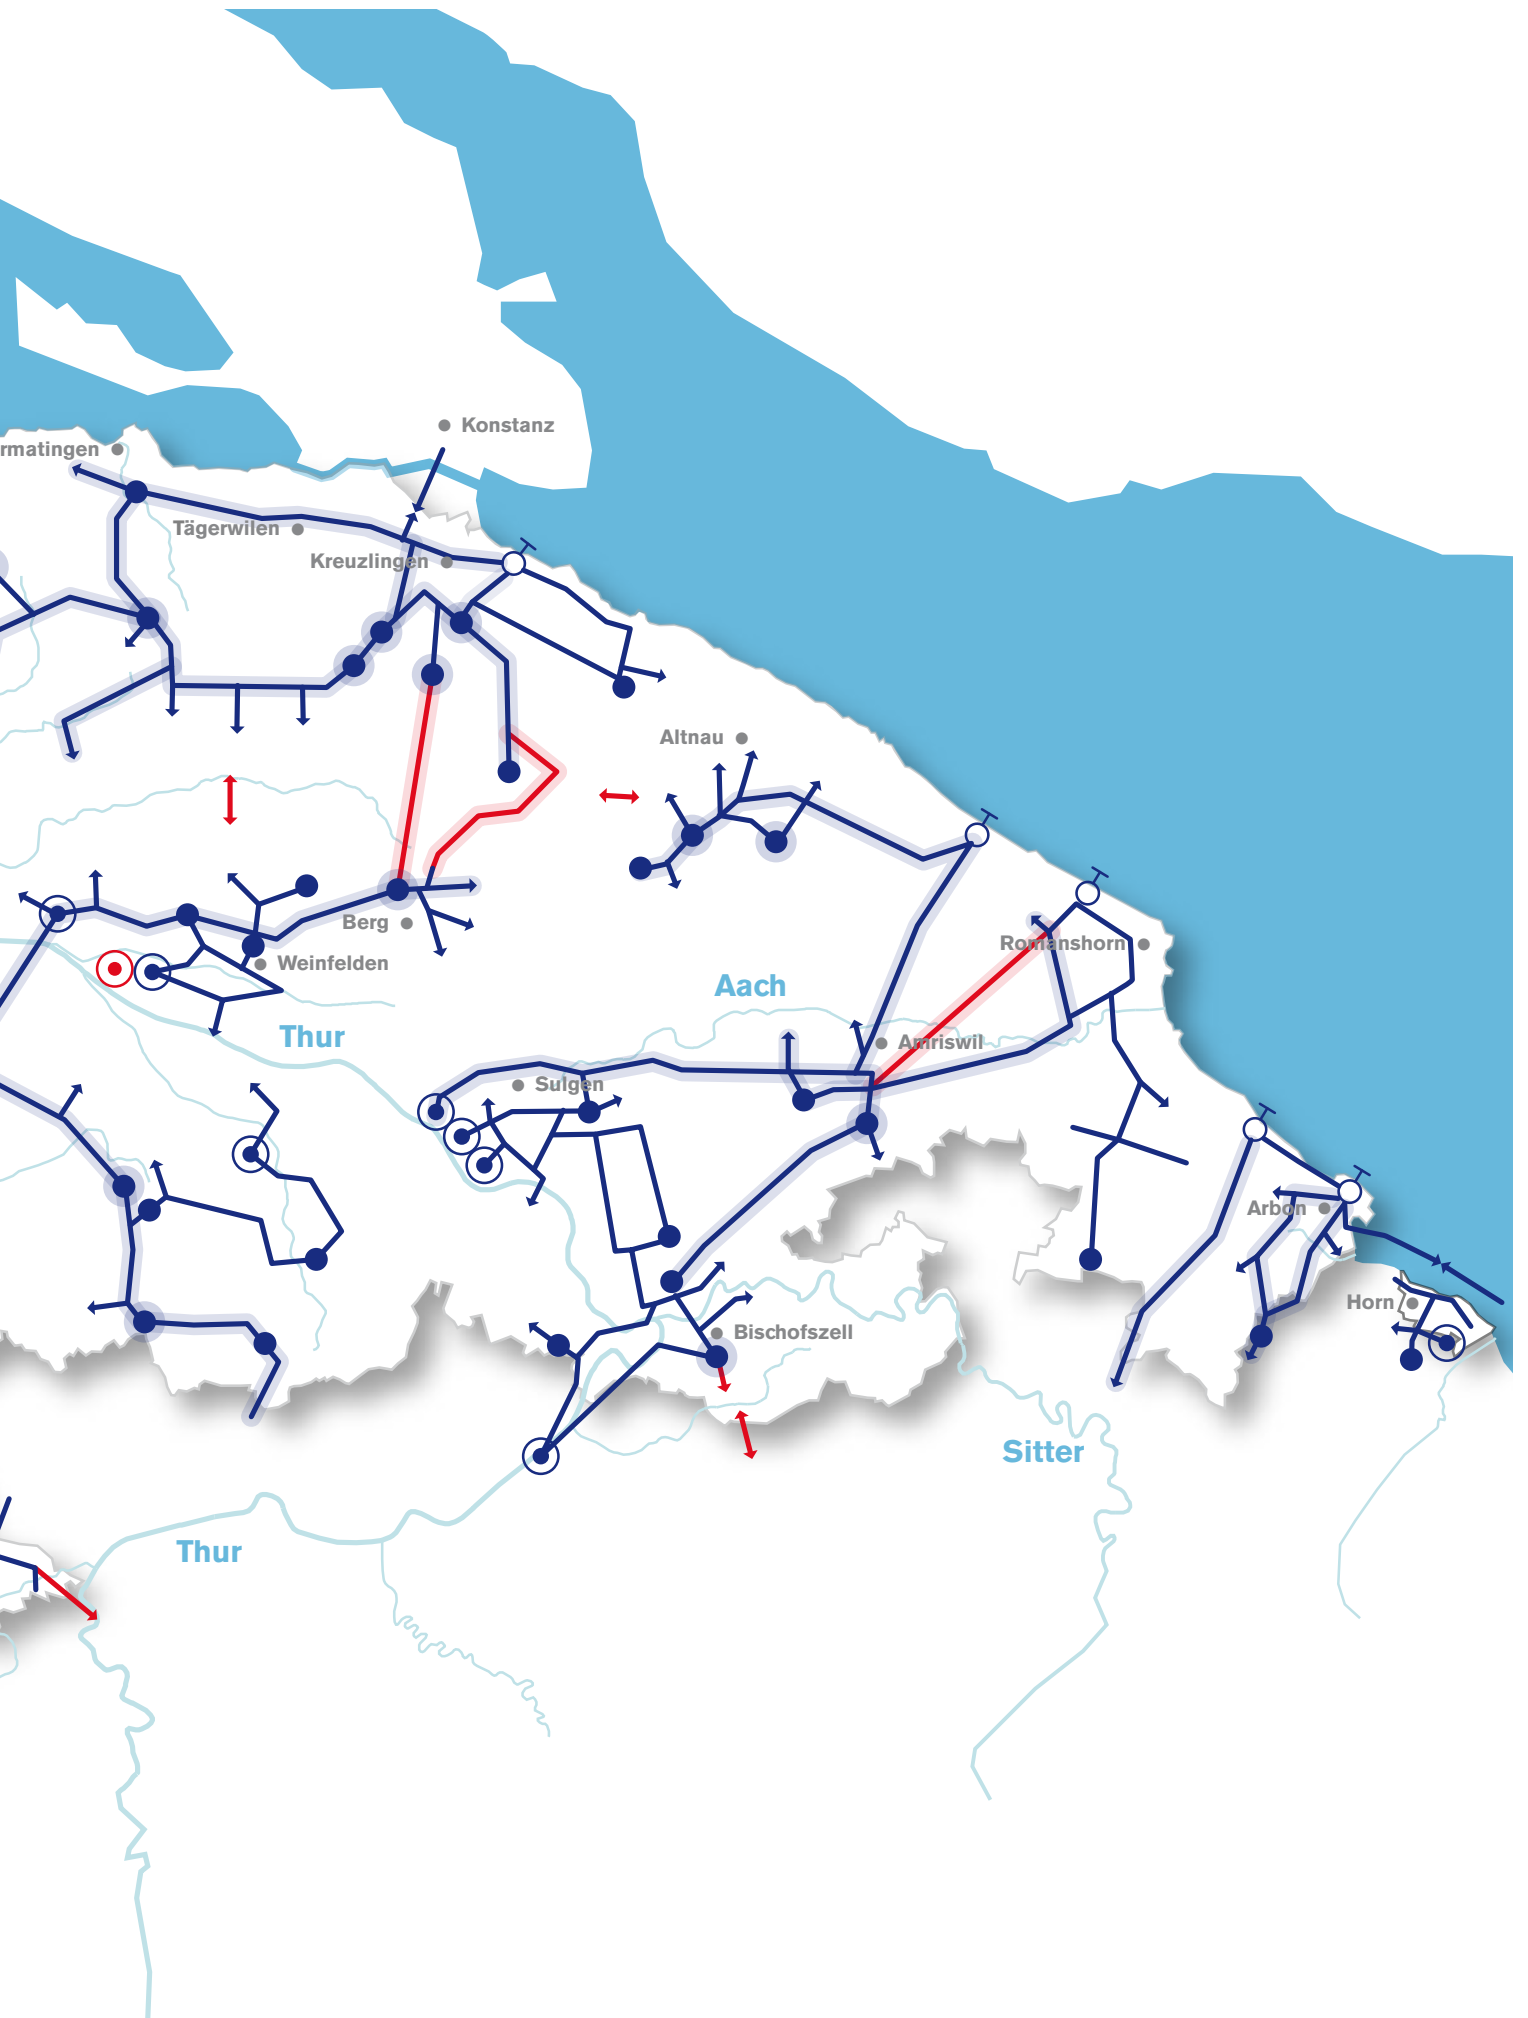 Konstanz
rmatingen
Tägerwilen
Kreuzlingen
Altnau
Berg
Romanshorn
Weinfelden
Aach
Thur
Amriswil
Sulgen
Arbon
Horn
Bischofszell
Sitter
Thur